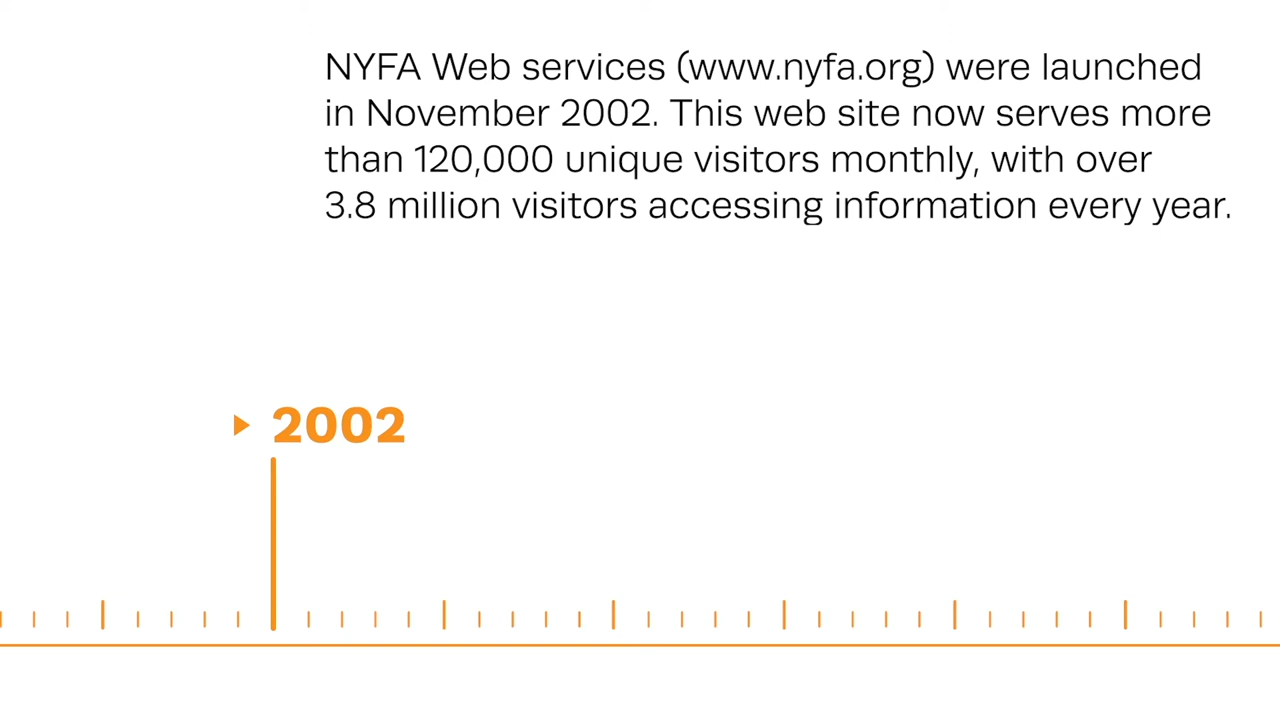 NYFA Web services (www.nyfa.org) were launched
in November 2002. This web site now serves more
than 120,000 unique visitors monthly, with over
3.8 million visitors accessing information every year.
2002